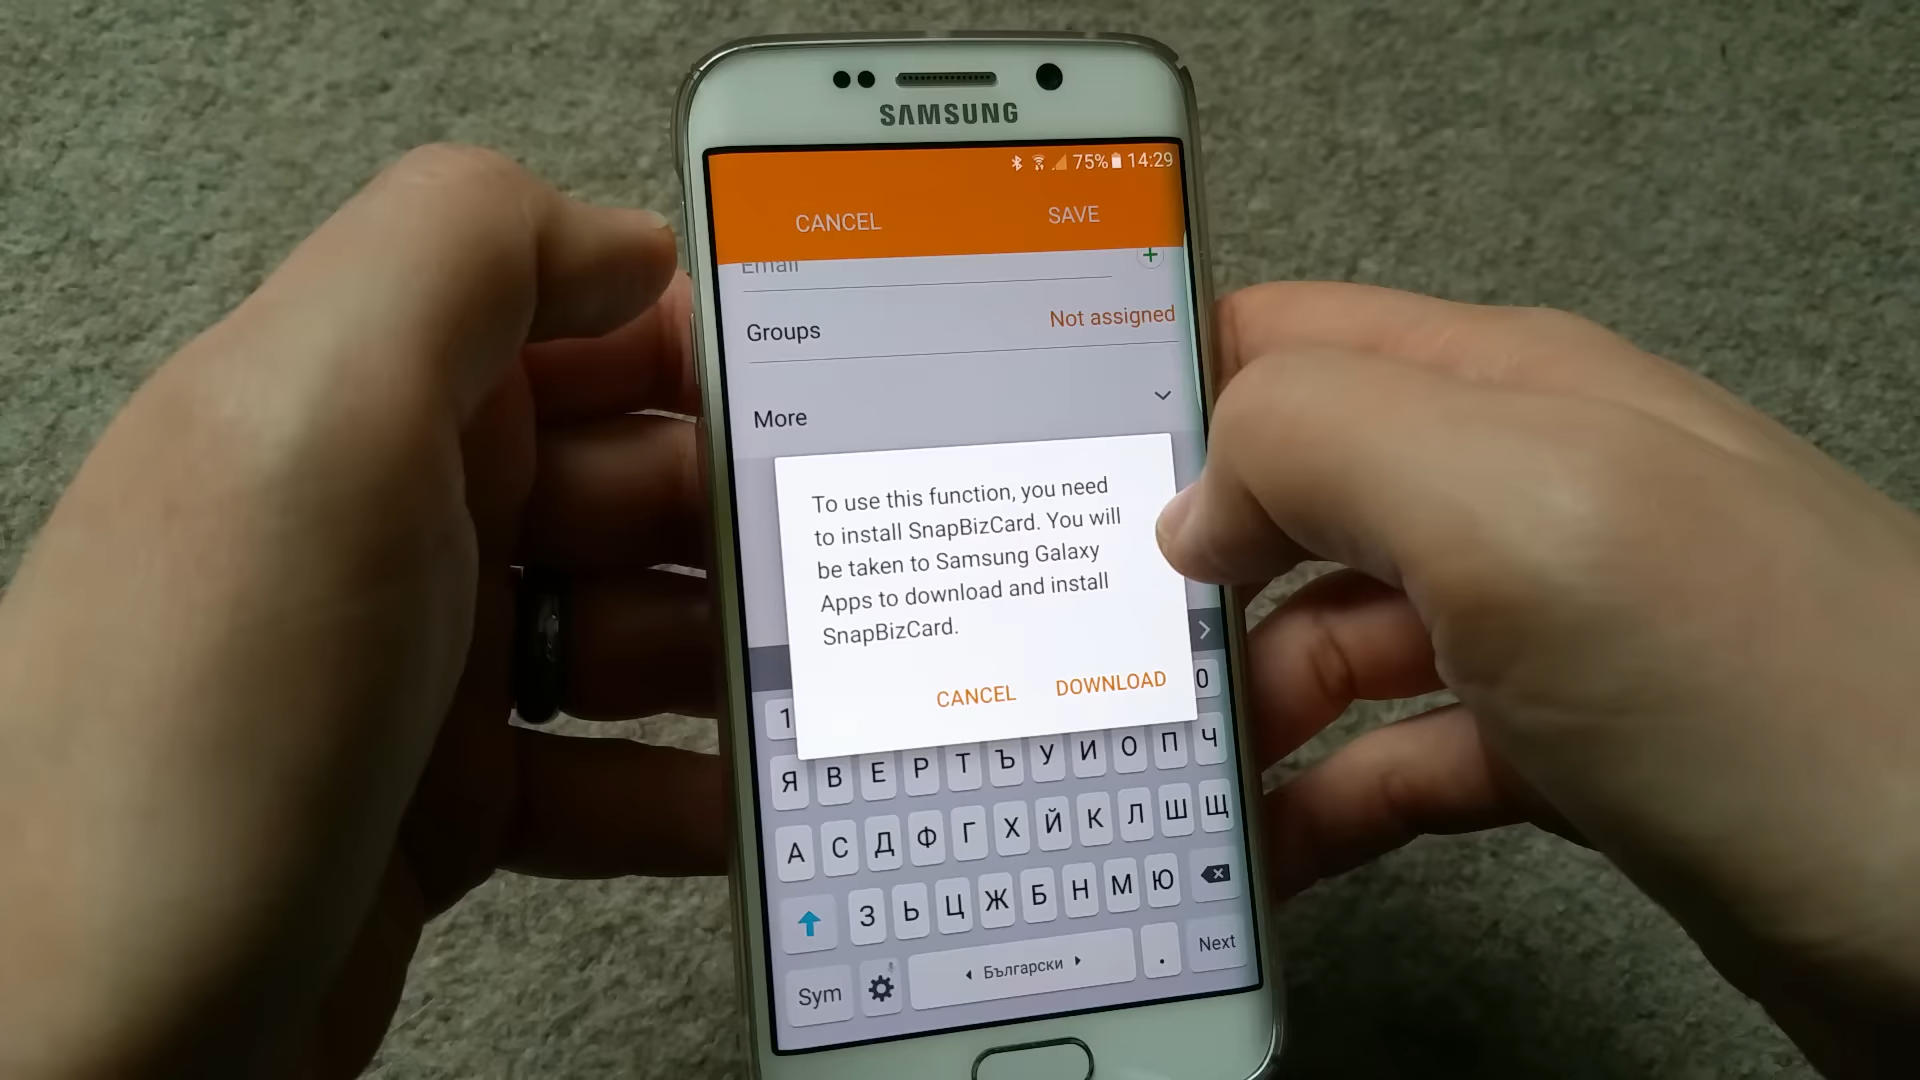 SAMSUNG
75% 14:29
CANCEL SAVE
Email
Groups Not assigned
More
To use this function, you need
to install SnapBizCard. You will
be taken to Samsung Galaxy
Apps to download and install
SnapBizCard.
CANCEL DOWNLOAD
1 0
Я В Е Р Т Ъ У И О П Ч
А С Д Ф Г Х Й К Л Ш Щ
З Ь Ц Ж Б Н М Ю
Sym Български . Next